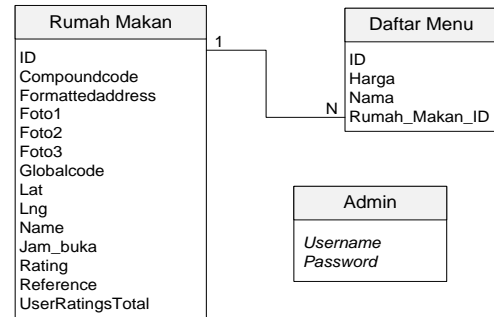 Rumah Makan
ID
Compoundcode
Formattedaddress
Foto1
Foto2
Foto3
Globalcode
Lat
Lng
Name
Jam_buka
Rating
Reference
UserRatingsTotal
1
N
Daftar Menu
ID
Harga
Nama
Rumah_Makan_ID
Admin
Username
Password